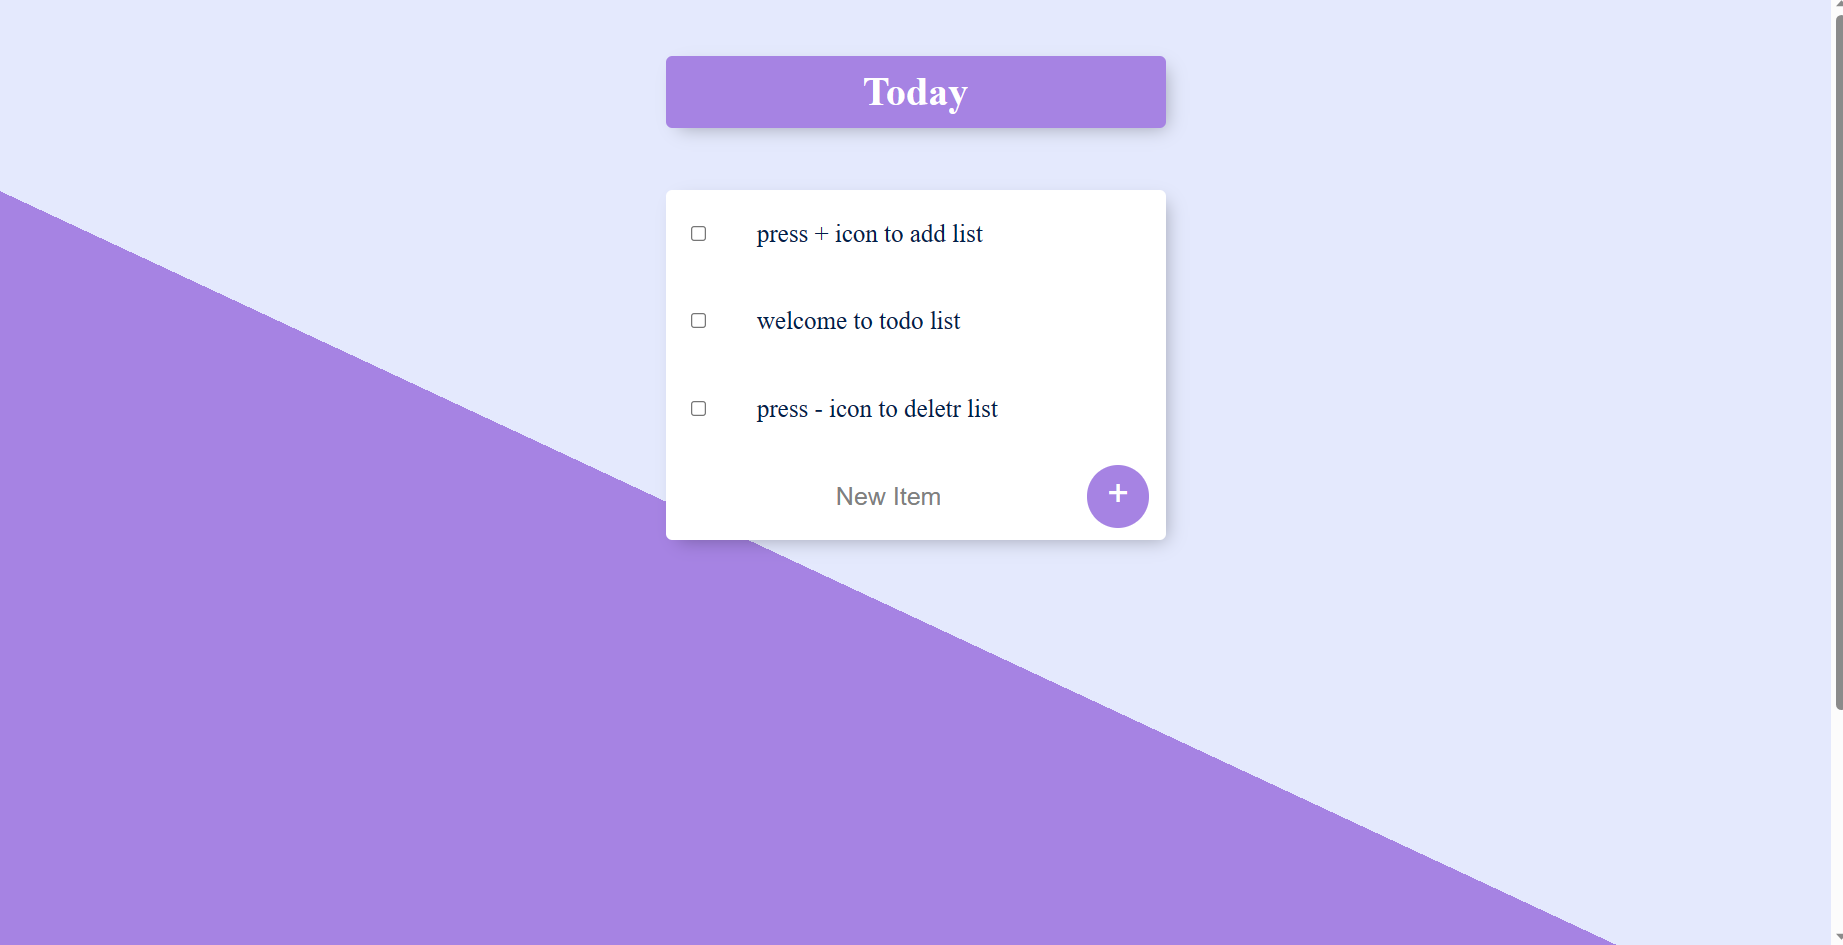 Today
press + icon to add list
welcome to todo list
press - icon to deletr list
New Item
+